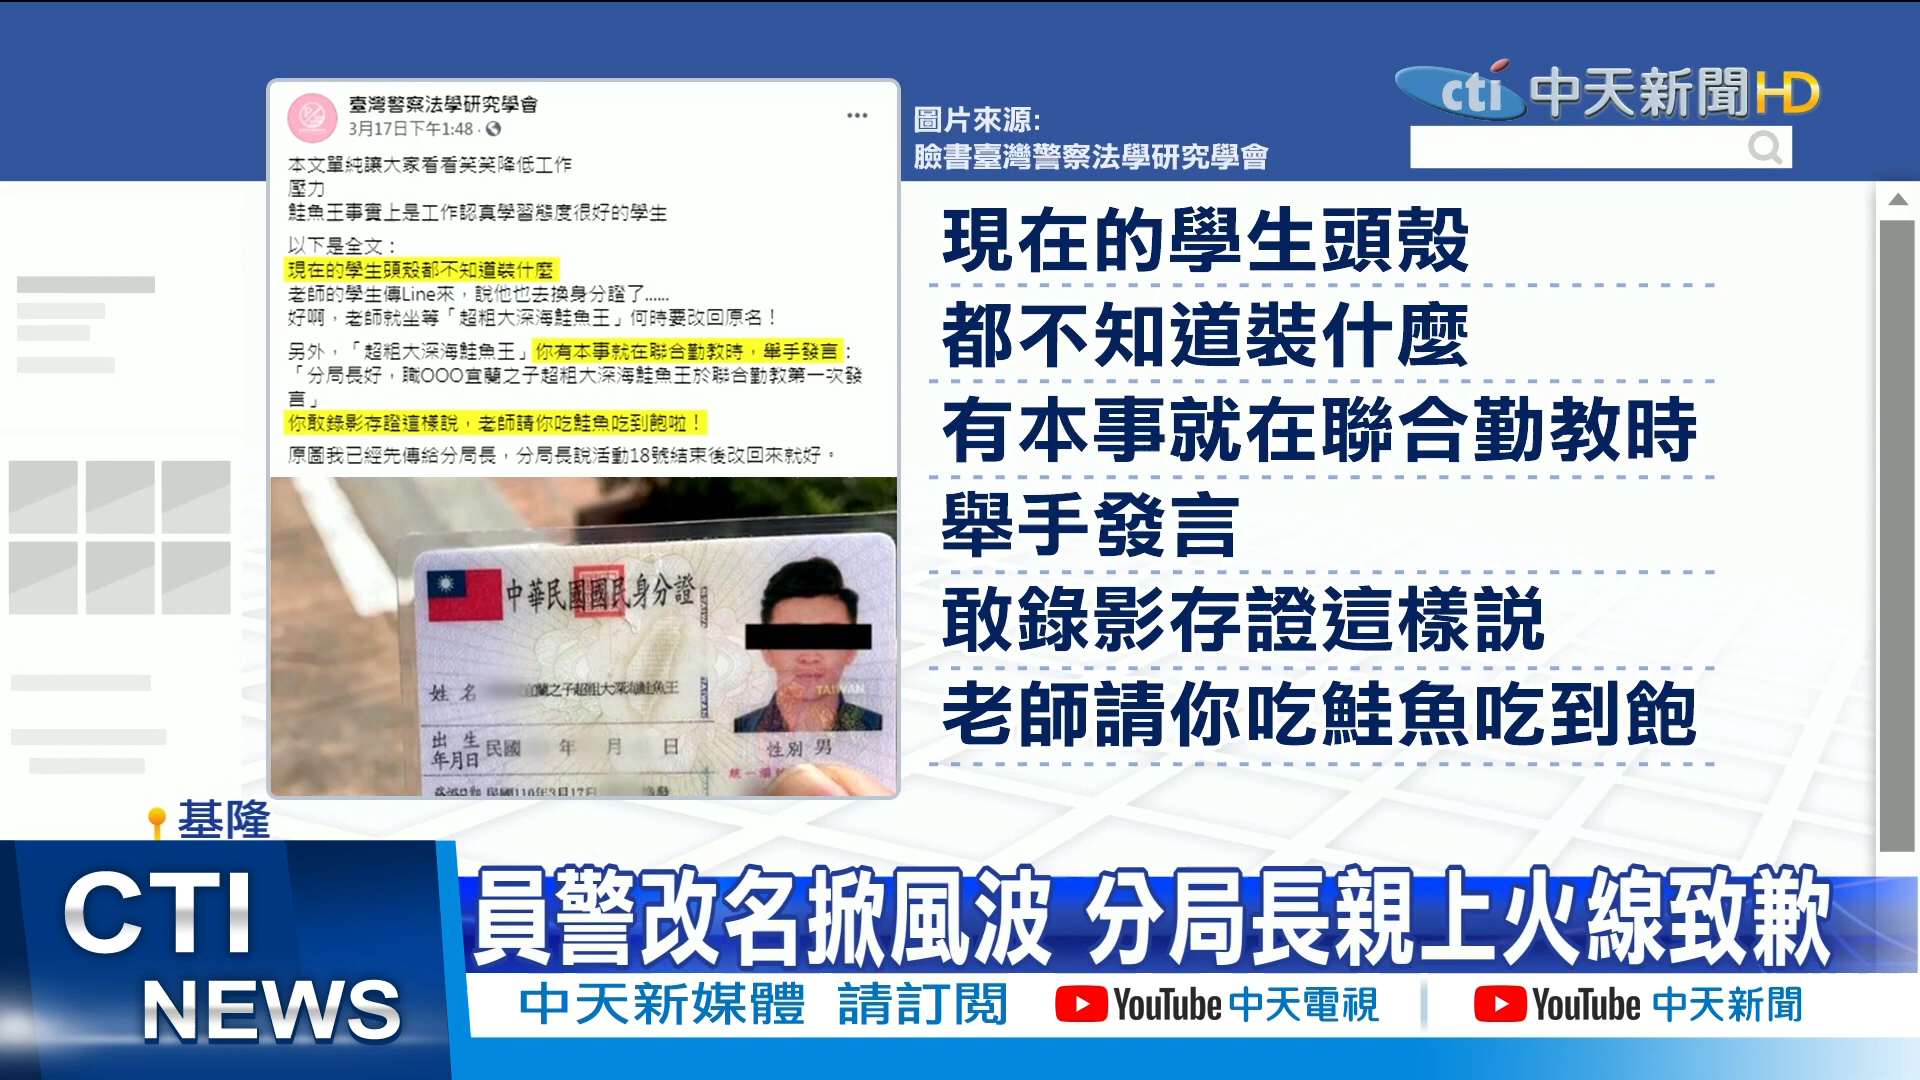 臺灣警察法學研究學會
3月17日下午1:48
本文單純讓大家看看笑笑降低工作
壓力
鮭魚王事實上是工作認真學習態度很好的學生
以下是全文：
現在的學生頭殼都不知道裝什麼
老師的學生傳Line來，說他也去換身分證了......
好啊，老師就坐等「超粗大深海鮭魚王」何時要改回原名！
另外，「超粗大深海鮭魚王」你有本事就在聯合勤教時，舉手發言：
「分局長好，職OOO宜蘭之子超粗大深海鮭魚王於聯合勤教第一次發
言」
你敢錄影存證這樣說，老師請你吃鮭魚吃到飽啦！
原圖我已經先傳給分局長，分局長說活動18號結束後改回來就好。
中華民國國民身分證
姓名 宜蘭之子超粗大深海鮭魚王
TAIWAN
出生
年月日 民國 年 月 日
性別 男
民國110年3月17日
圖片來源:
臉書臺灣警察法學研究學會
cti 中天新聞HD
現在的學生頭殼
都不知道裝什麼
有本事就在聯合勤教時
舉手發言
敢錄影存證這樣說
老師請你吃鮭魚吃到飽
基隆
CTI
NEWS
員警改名掀風波 分局長親上火線致歉
中天新媒體 請訂閱 YouTube 中天電視 YouTube 中天新聞